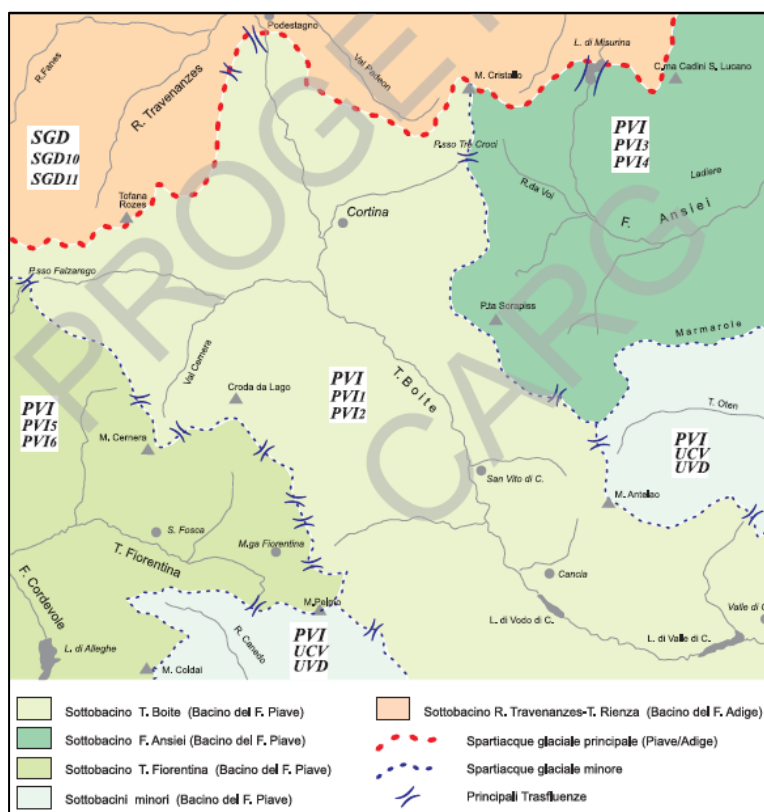 Podestagno
R.Fanes
Val Padeon
L. di Misurina
R. Travenanzes
M. Cristallo
C.ma Cadini S. Lucano
SGD
SGD10
SGD11
PVI
PVI3
PVI4
P.sso Tre Croci
Tofana
Rozes
Cortina
R.da Voi
Ladiere
F. Ansiei
P.sso Falzarego
P.ta Sorapiss
Marmarole
Val Cernera
Croda da Lago
T. Boite
PVI
PVI1
PVI2
PVI
PVI5
PVI6
T. Oten
PVI
UCV
UVD
M. Cernera
San Vito di C.
M. Antelao
S. Fosca
M.ga Fiorentina
T. Fiorentina
Cancia
F. Cordevole
M.Pelmo
L. di Vodo di C.
Valle di C
R. Canedo
PVI
UCV
UVD
L. di Alleghe
L. di Valle di C.
M. Coldai
PROGET
CARG
Sottobacino T. Boite (Bacino del F. Piave)
Sottobacino F. Ansiei (Bacino del F. Piave)
Sottobacino T. Fiorentina (Bacino del F. Piave)
Sottobacini minori (Bacino del F. Piave)
Sottobacino R. Travenanzes-T. Rienza (Bacino del F. Adige)
Spartiacque glaciale principale (Piave/Adige)
Spartiacque glaciale minore
Principali Trasfluenze